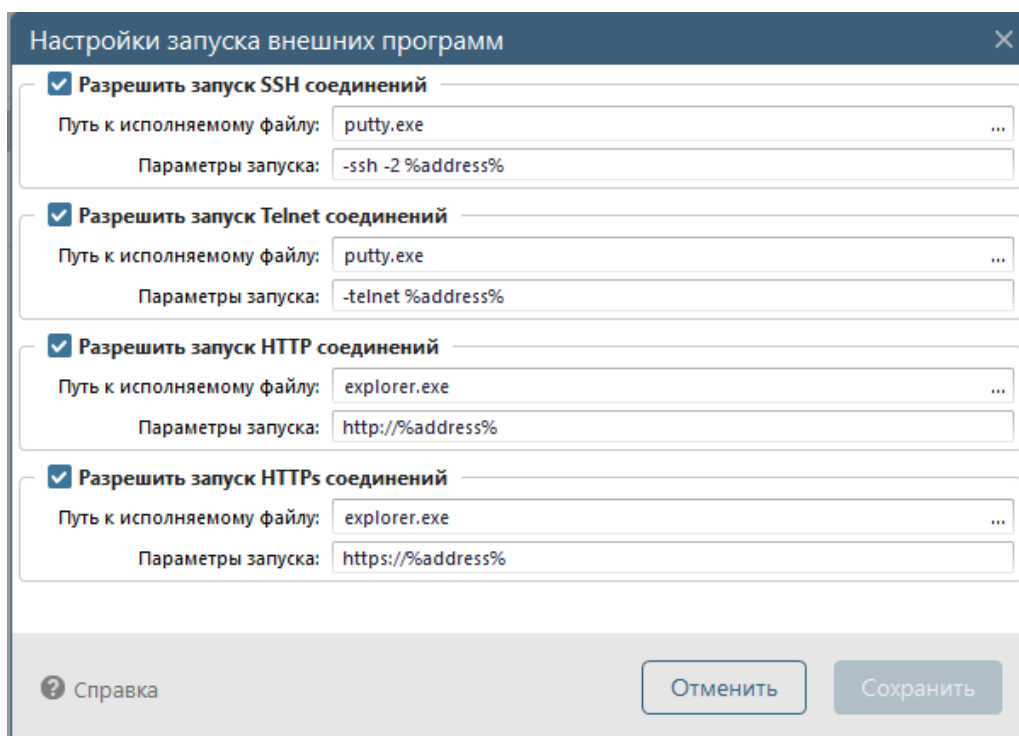 Настройки запуска внешних программ
Разрешить запуск SSH соединений
Путь к исполняемому файлу: putty.exe ...
Параметры запуска: -ssh -2 %address%
Разрешить запуск Telnet соединений
Путь к исполняемому файлу: putty.exe ...
Параметры запуска: -telnet %address%
Разрешить запуск HTTP соединений
Путь к исполняемому файлу: explorer.exe ...
Параметры запуска: http://%address%
Разрешить запуск HTTPs соединений
Путь к исполняемому файлу: explorer.exe ...
Параметры запуска: https://%address%
? Справка Отменить Сохранить